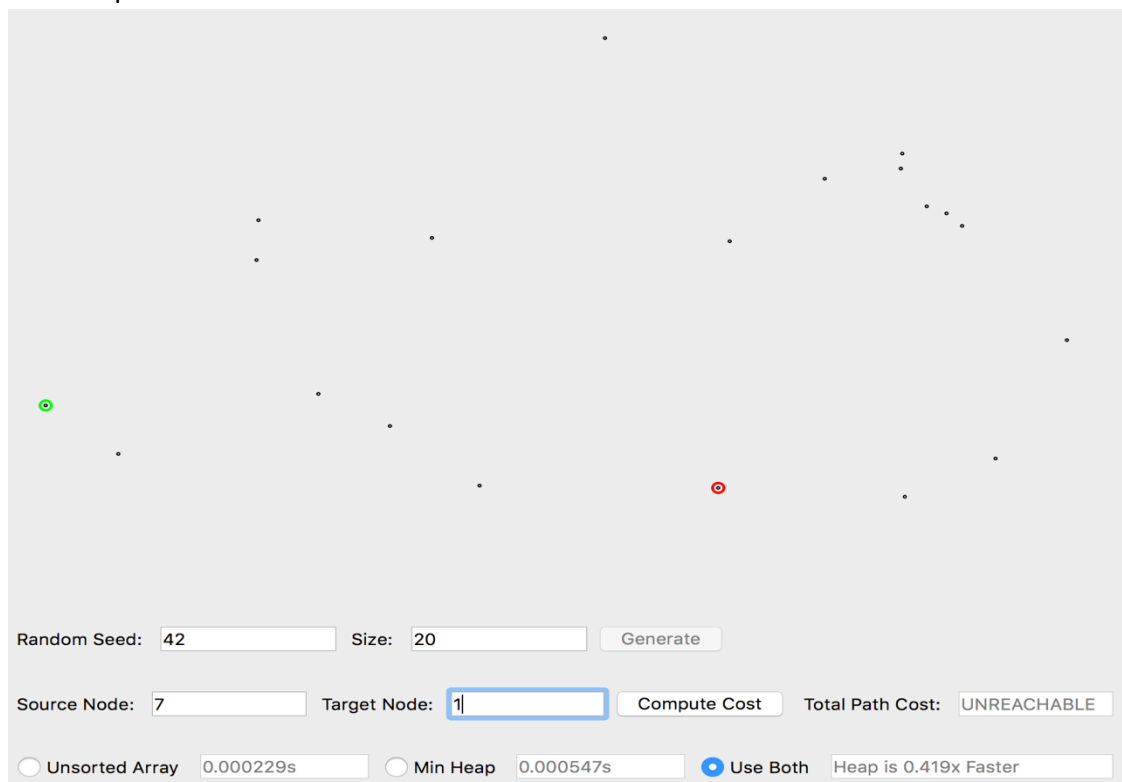 Random Seed: 42 Size: 20 Generate
Source Node: 7 Target Node: 1 Compute Cost Total Path Cost: UNREACHABLE
Unsorted Array 0.000229s Min Heap 0.000547s Use Both Heap is 0.419x Faster